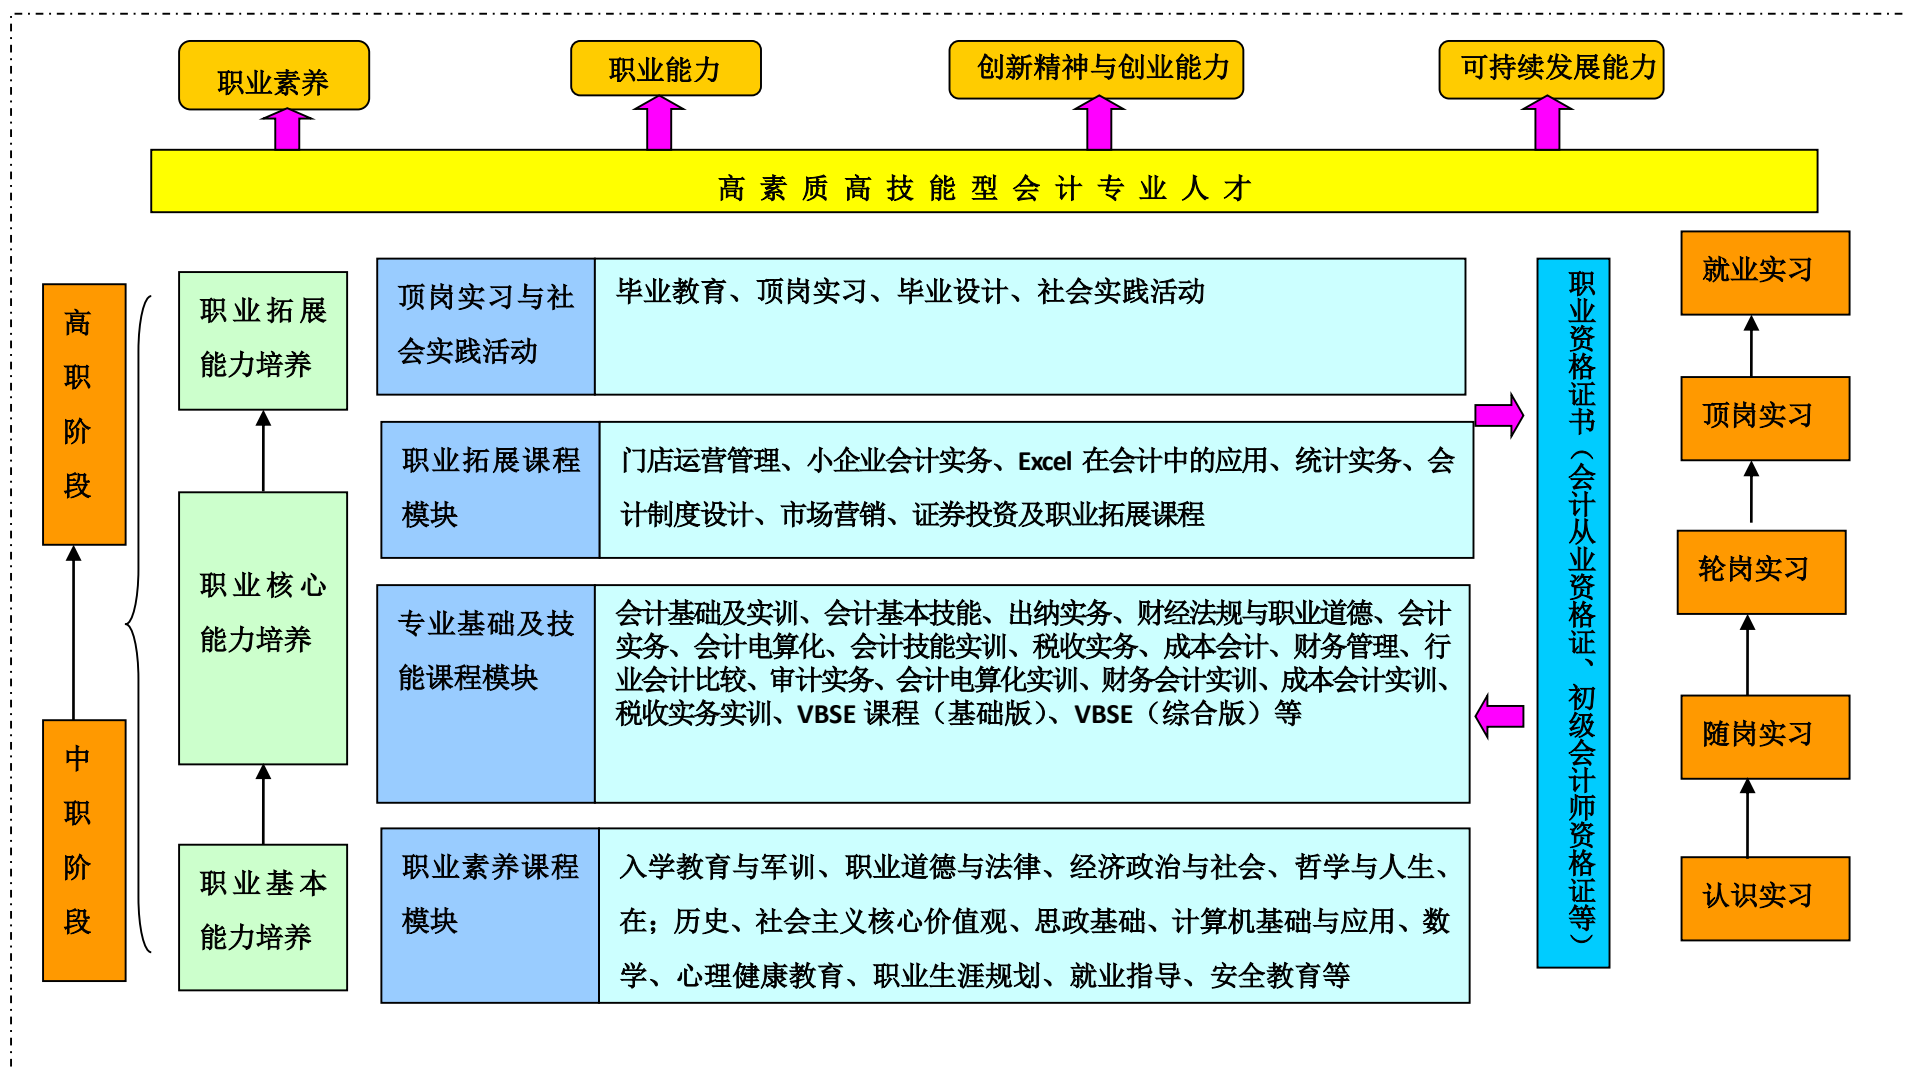 职业素养
职业能力
创新精神与创业能力
可持续发展能力
高素质高技能型会计专业人才
高职阶段
中职阶段
职业拓展
能力培养
职业核心
能力培养
职业基本
能力培养
顶岗实习与社
会实践活动
毕业教育、顶岗实习、毕业设计、社会实践活动
职业拓展课程
模块
门店运营管理、小企业会计实务、Excel 在会计中的应用、统计实务、会
计制度设计、市场营销、证券投资及职业拓展课程
专业基础及技
能课程模块
会计基础及实训、会计基本技能、出纳实务、财经法规与职业道德、会计
实务、会计电算化、会计技能实训、税收实务、成本会计、财务管理、行
业会计比较、审计实务、会计电算化实训、财务会计实训、成本会计实训、
税收实务实训、VBSE 课程（基础版）、VBSE（综合版）等
职业素养课程
模块
入学教育与军训、职业道德与法律、经济政治与社会、哲学与人生、
在；历史、社会主义核心价值观、思政基础、计算机基础与应用、数
学、心理健康教育、职业生涯规划、就业指导、安全教育等
职业资格证书（会计从业资格证、初级会计师资格证等）
就业实习
顶岗实习
轮岗实习
随岗实习
认识实习